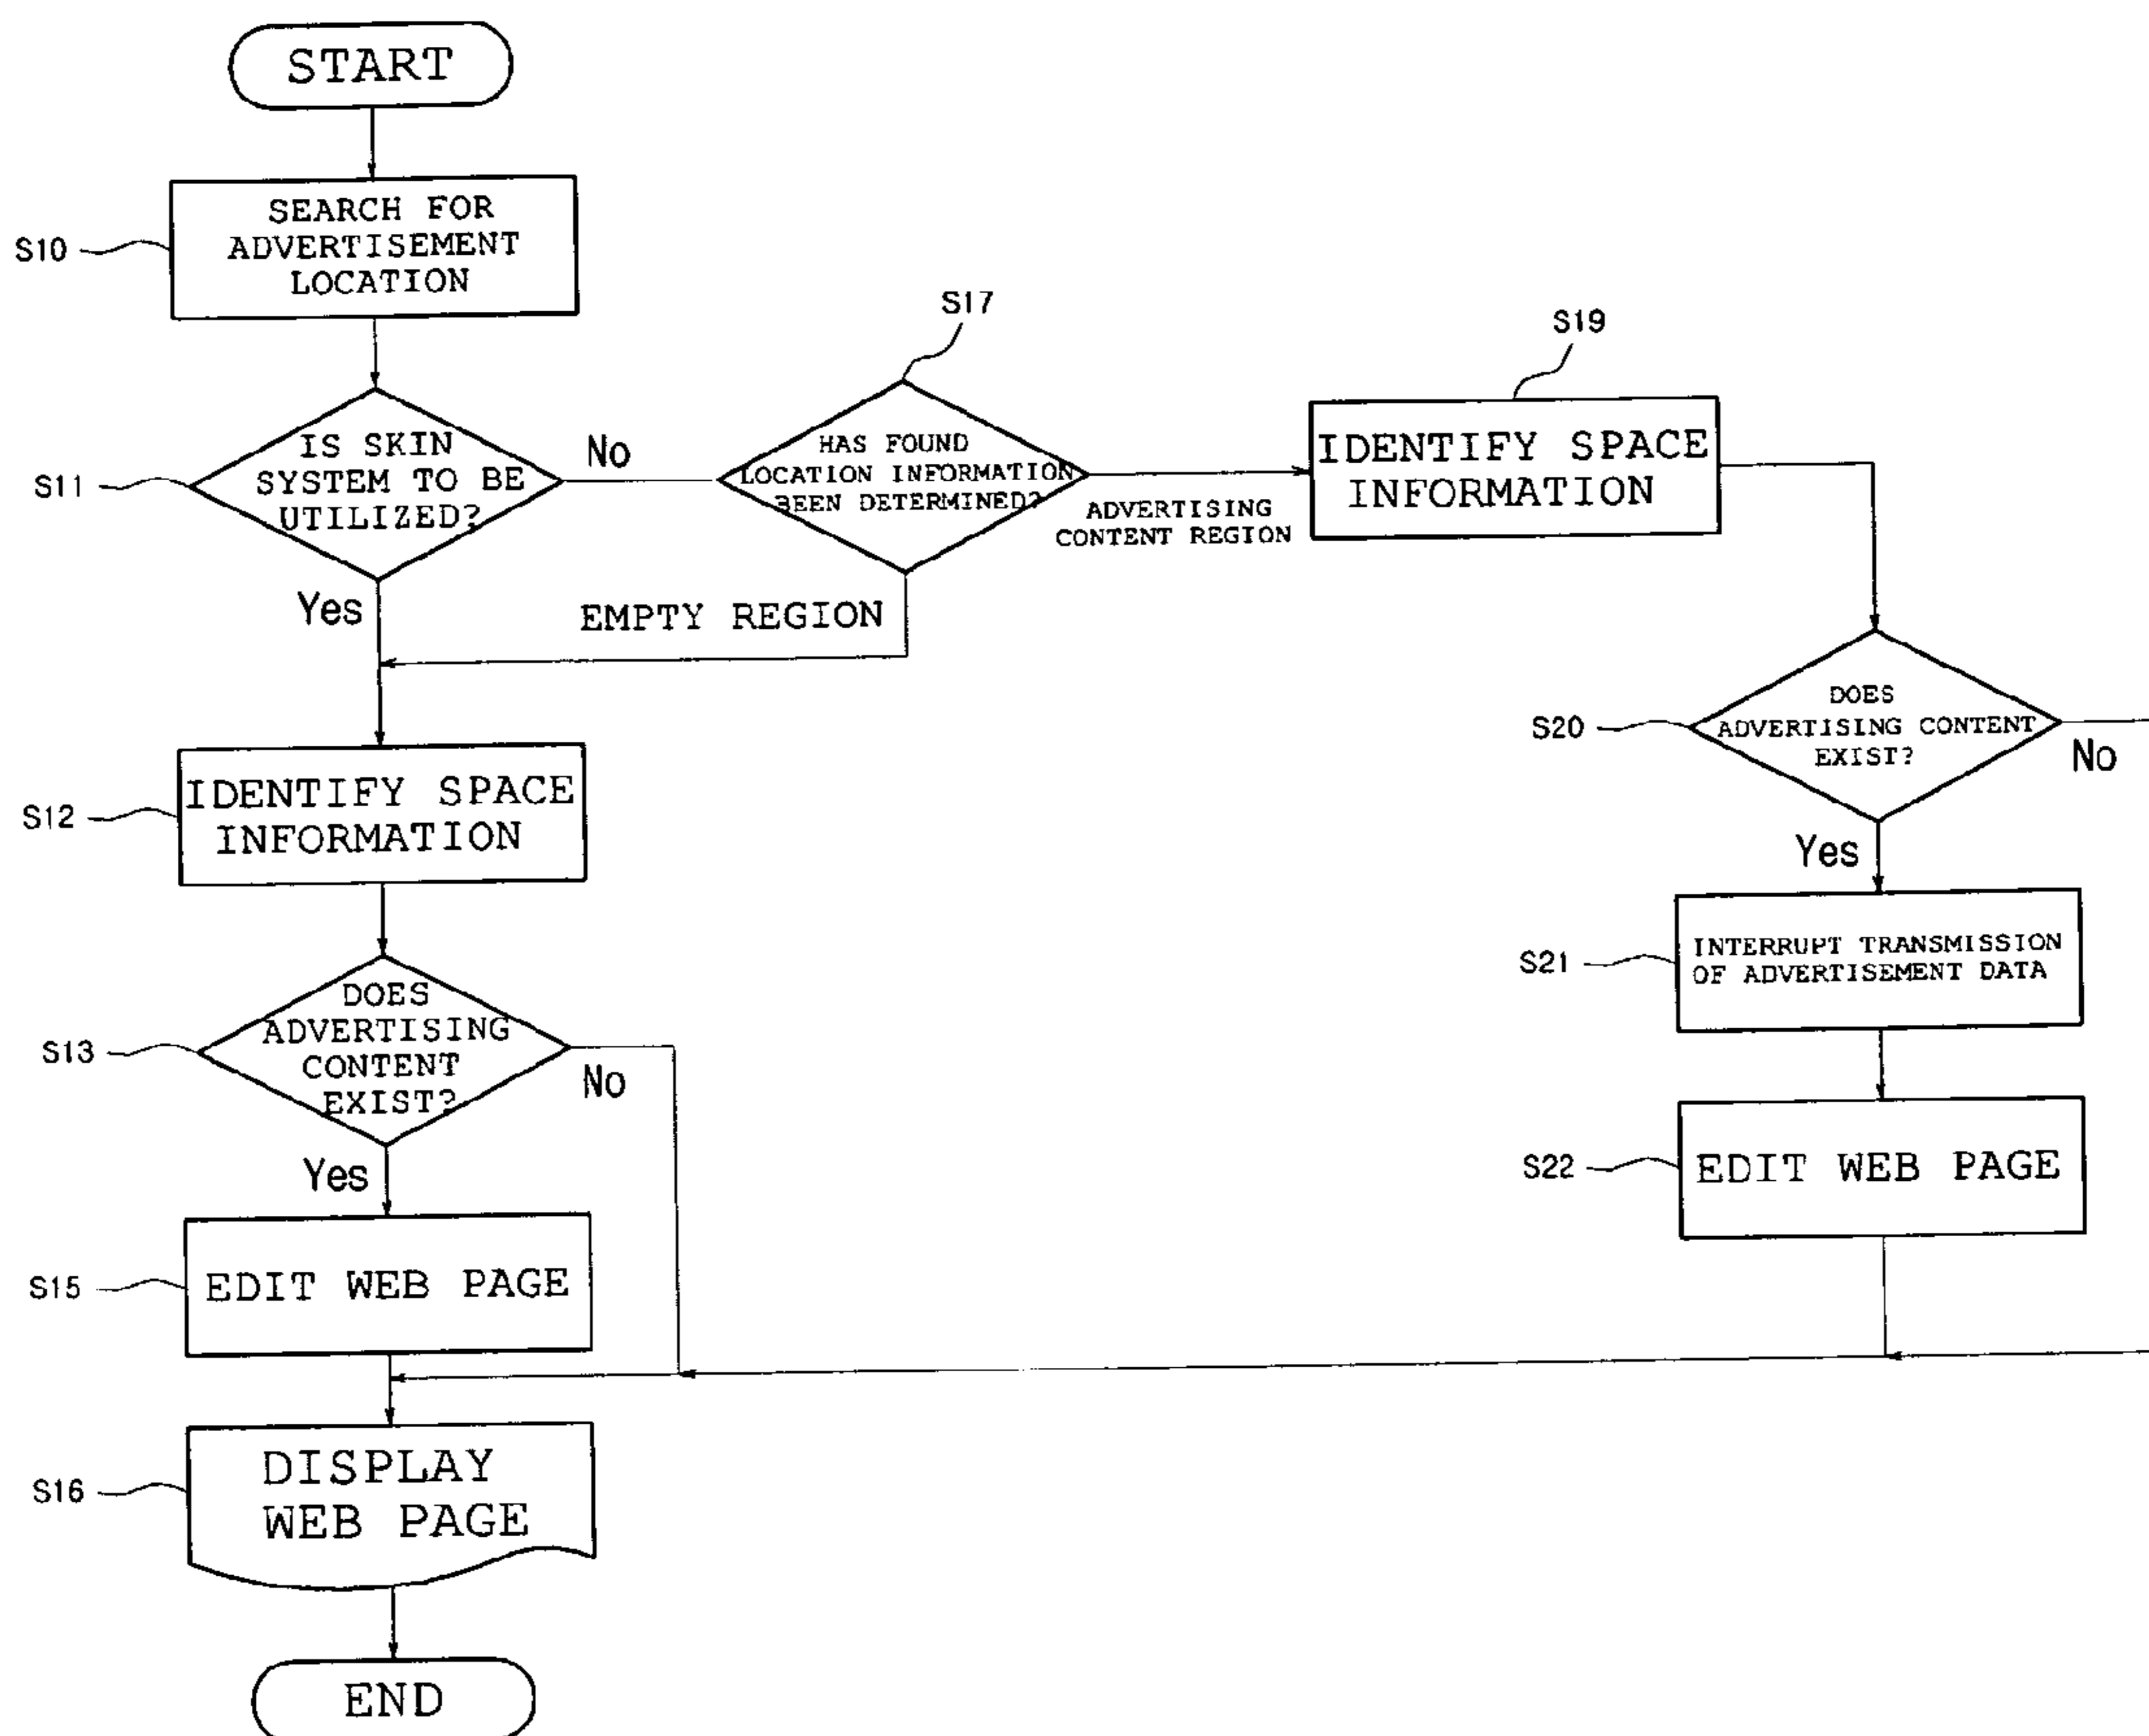 START
S10
SEARCH FOR
ADVERTISEMENT
LOCATION
S11
IS SKIN
SYSTEM TO BE
UTILIZED?
No
Yes
S17
HAS FOUND
LOCATION INFORMATION
BEEN DETERMINED?
ADVERTISING
CONTENT REGION
EMPTY REGION
S19
IDENTIFY SPACE
INFORMATION
S20
DOES
ADVERTISING CONTENT
EXIST?
No
Yes
S12
IDENTIFY SPACE
INFORMATION
S21
INTERRUPT TRANSMISSION
OF ADVERTISEMENT DATA
S13
DOES
ADVERTISING
CONTENT
EXIST?
No
Yes
S22
EDIT WEB PAGE
S15
EDIT WEB PAGE
S16
DISPLAY
WEB PAGE
END